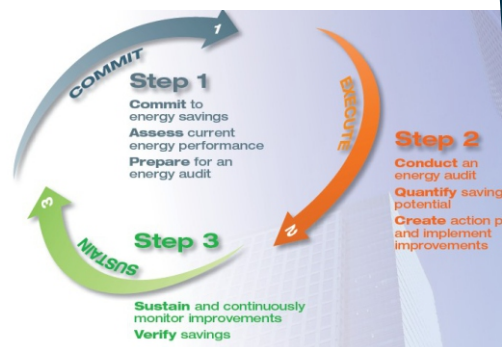 1
COMMIT
Step 1
Commit to
energy savings
Assess current
energy performance
Prepare for an
energy audit
EXECUTE
2
Step 2
Conduct an
energy audit
Quantify saving
potential
Create action p
and implement
improvements
3
SUSTAIN
Step 3
Sustain and continuously
monitor improvements
Verify savings